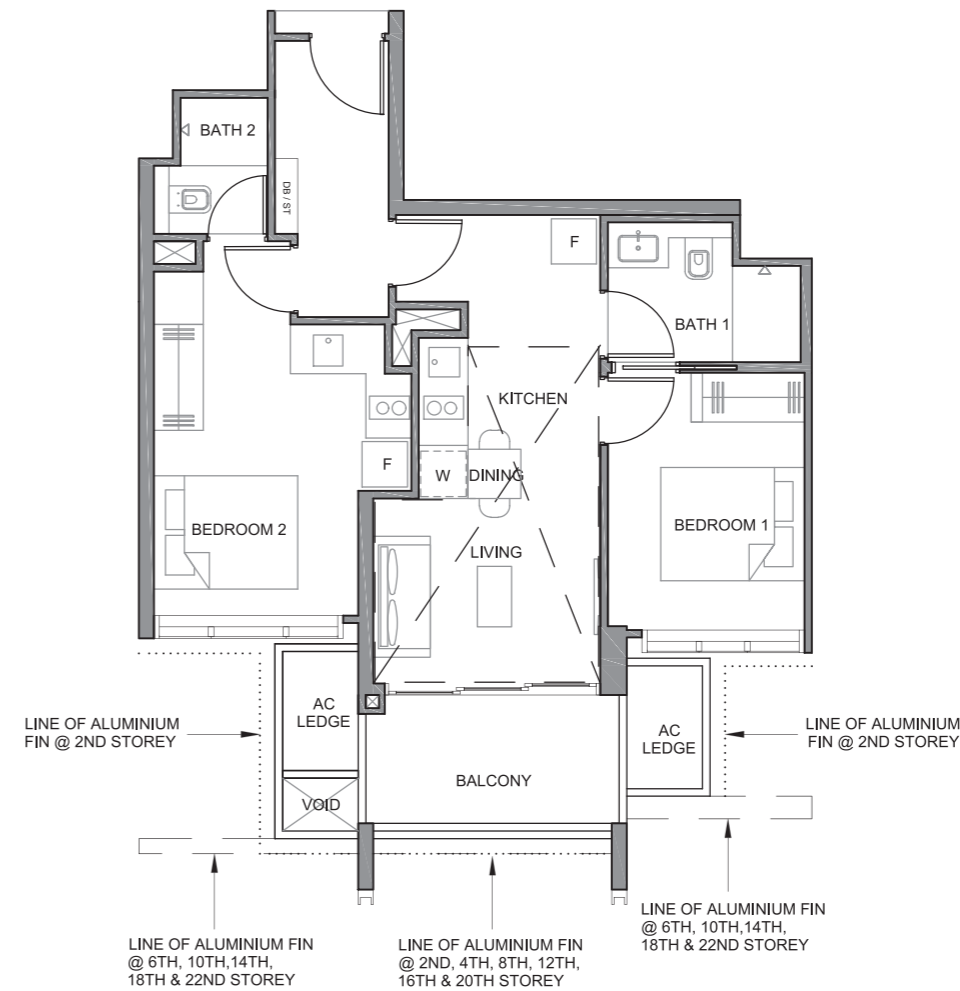 BATH 2
DB / ST
F
BATH 1
KITCHEN
F
W
DINING
BEDROOM 2
BEDROOM 1
LIVING
AC
LEDGE
LINE OF ALUMINIUM
FIN @ 2ND STOREY
LINE OF ALUMINIUM
FIN @ 2ND STOREY
AC
LEDGE
BALCONY
VOID
LINE OF ALUMINIUM FIN
@ 6TH, 10TH,14TH,
18TH & 22ND STOREY
LINE OF ALUMINIUM FIN
@ 2ND, 4TH, 8TH, 12TH,
16TH & 20TH STOREY
LINE OF ALUMINIUM FIN
@ 6TH, 10TH,14TH,
18TH & 22ND STOREY